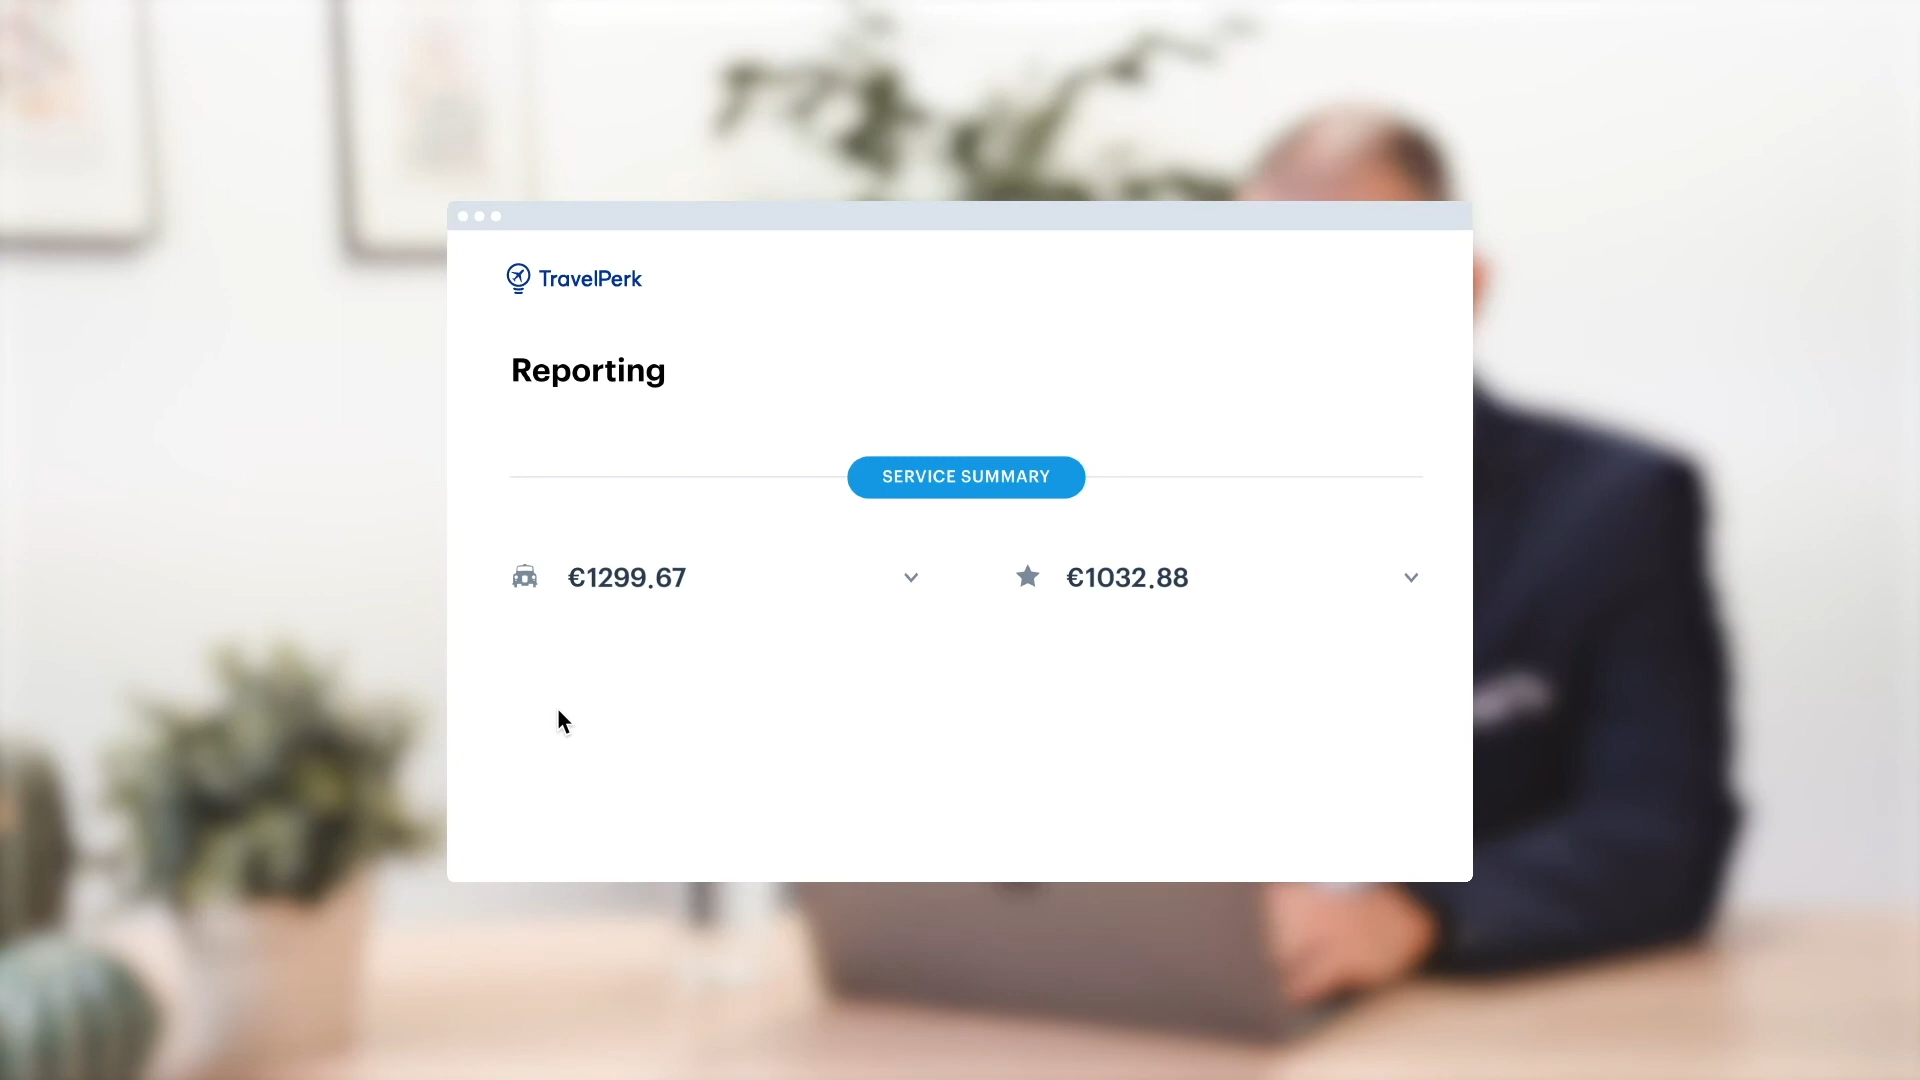 TravelPerk
Reporting
SERVICE SUMMARY
€1299.67
€1032.88